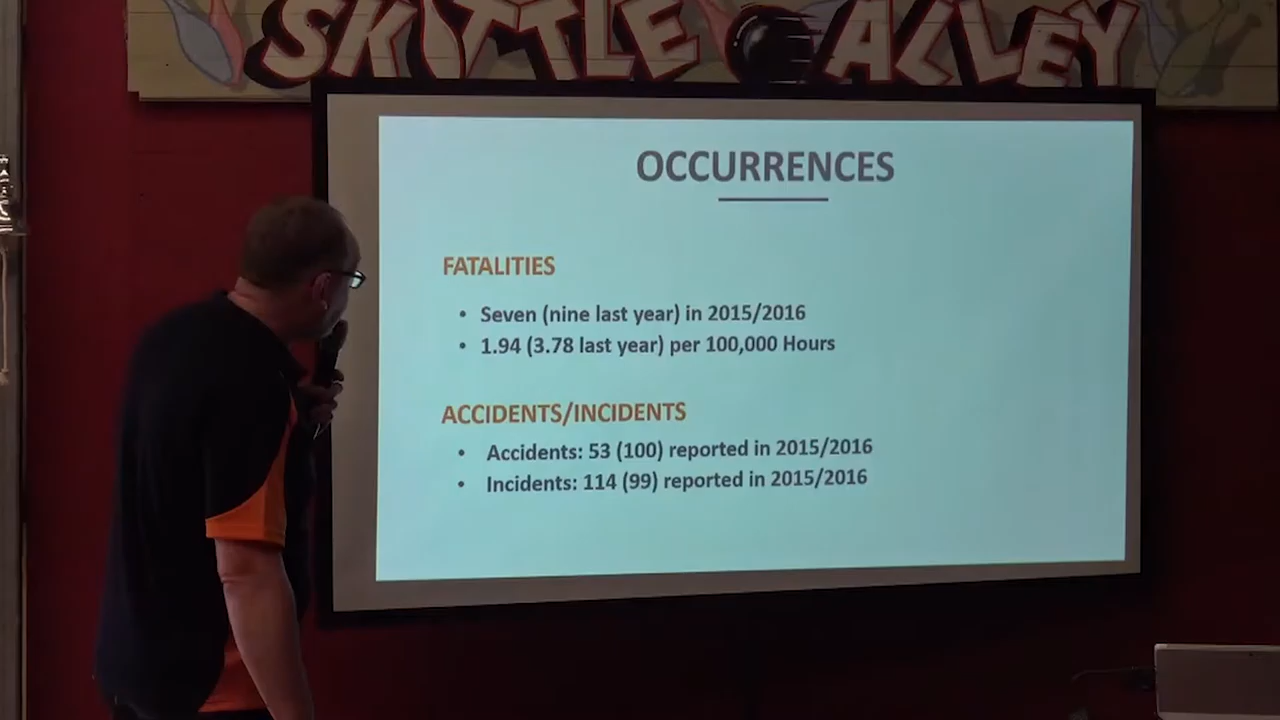 SKITTLE ALLEY
OCCURRENCES
FATALITIES
• Seven (nine last year) in 2015/2016
• 1.94 (3.78 last year) per 100,000 Hours
ACCIDENTS/INCIDENTS
• Accidents: 53 (100) reported in 2015/2016
• Incidents: 114 (99) reported in 2015/2016